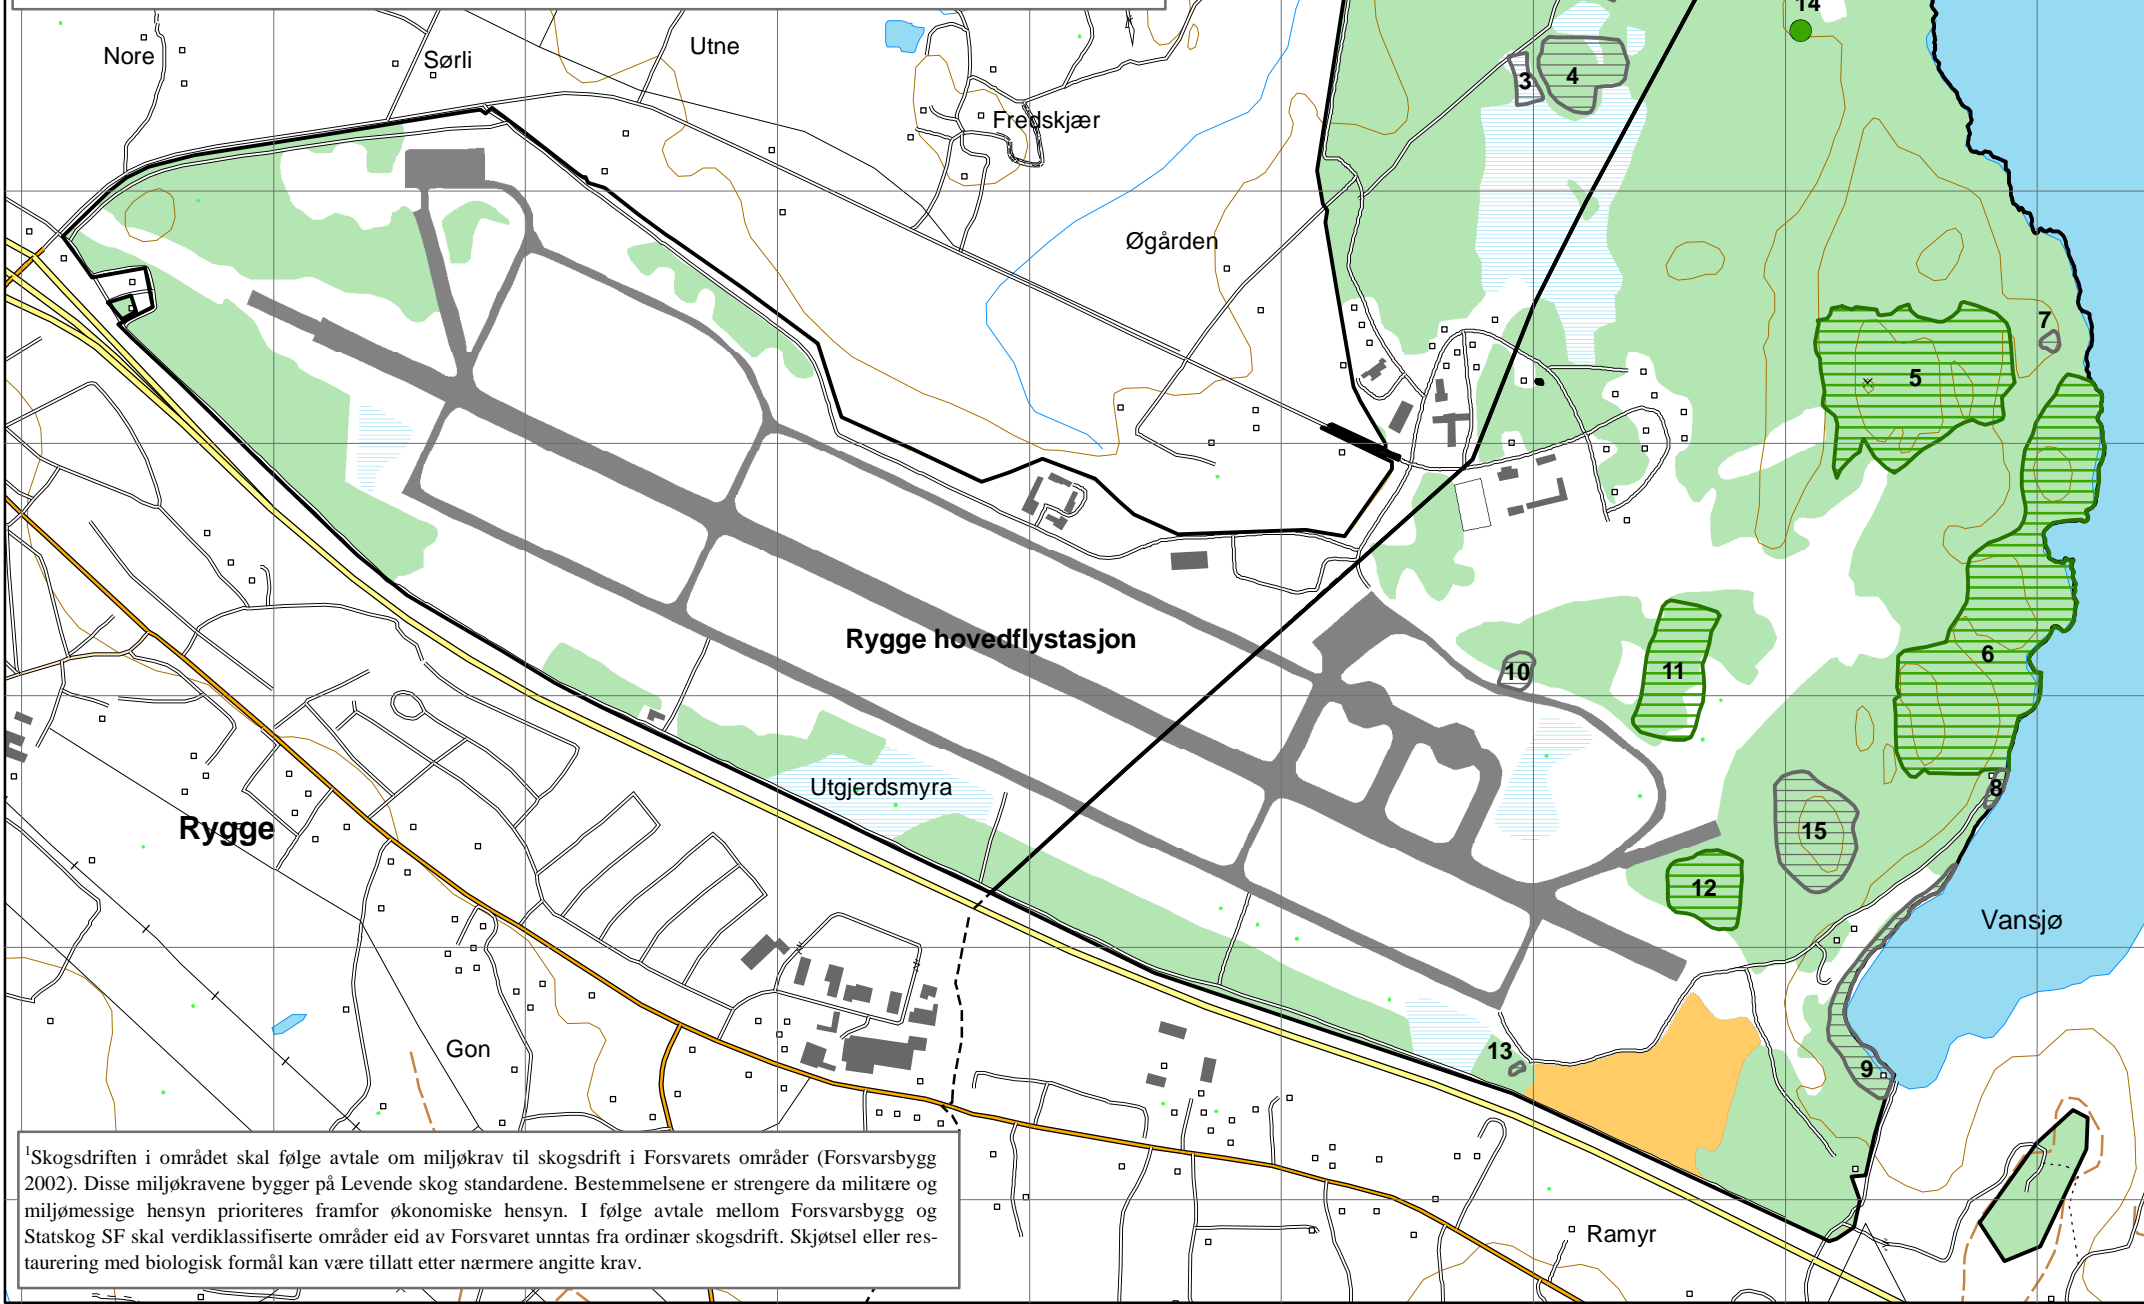 14
Nore
Sørli
Utne
3
4
Fredskjær
Øgården
7
5
Rygge hovedflystasjon
6
10
11
Utgjerdsmyra
8
Rygge
15
12
Vansjø
Gon
13
9
¹Skogsdriften i området skal følge avtale om miljøkrav til skogsdrift i Forsvarets områder (Forsvarsbygg
2002). Disse miljøkravene bygger på Levende skog standardene. Bestemmelsene er strengere da militære og
miljømessige hensyn prioriteres framfor økonomiske hensyn. I følge avtale mellom Forsvarsbygg og
Statskog SF skal verdiklassifiserte områder eid av Forsvaret unntas fra ordinær skogsdrift. Skjøtsel eller res-
taurering med biologisk formål kan være tillatt etter nærmere angitte krav.
Ramyr